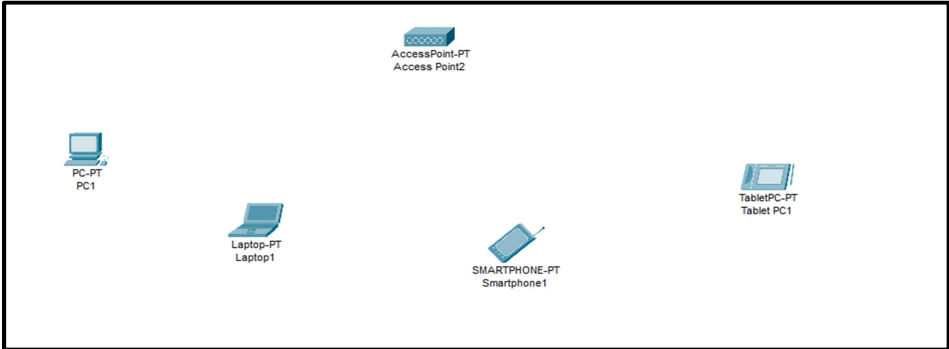 AccessPoint-PT
Access Point2
PC-PT
PC1
TabletPC-PT
Tablet PC1
Laptop-PT
Laptop1
SMARTPHONE-PT
Smartphone1